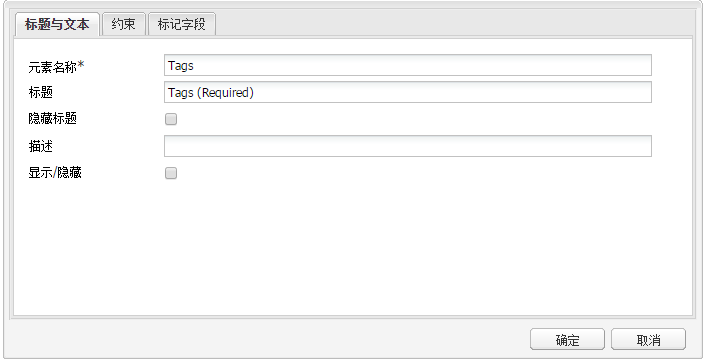 标题与文本 约束 标记字段
元素名称* Tags
标题 Tags (Required)
隐藏标题
描述
显示/隐藏
确定 取消